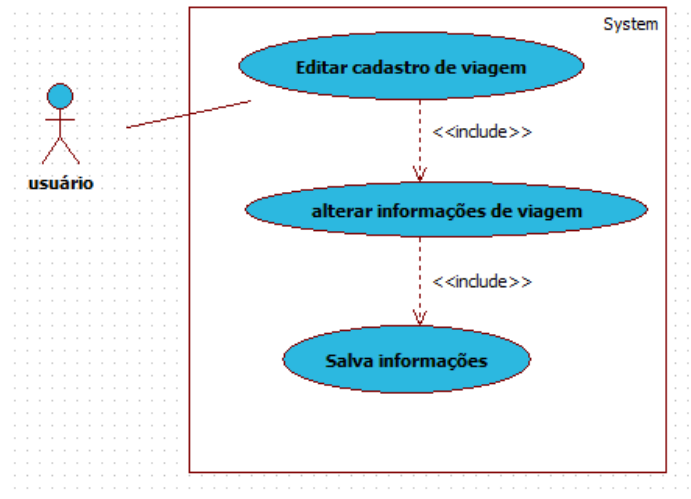 System
Editar cadastro de viagem
<<include>>
usuário
alterar informações de viagem
<<include>>
Salva informações